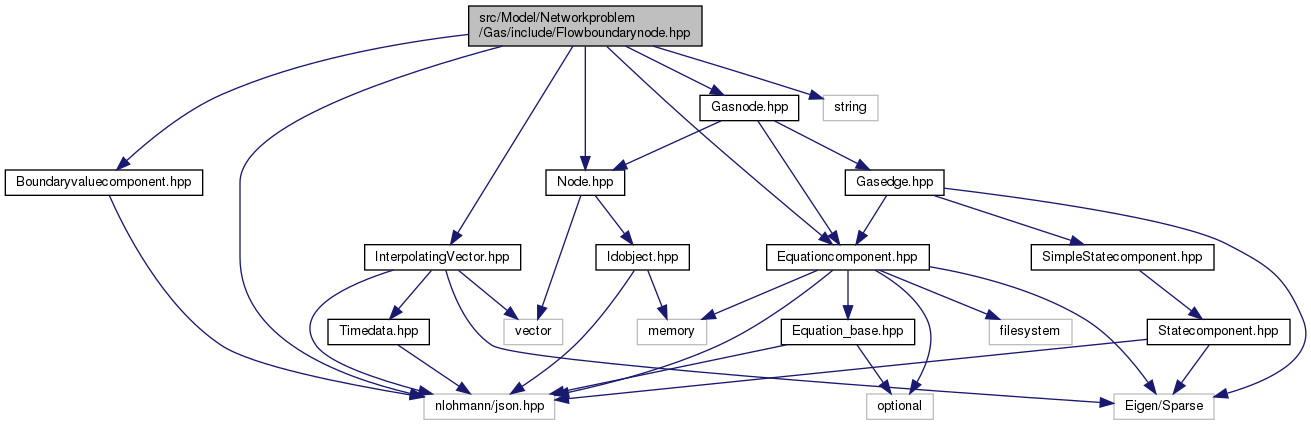 src/Model/Networkproblem
/Gas/include/Flowboundarynode.hpp
Gasnode.hpp
string
Boundaryvaluecomponent.hpp
Node.hpp
Gasedge.hpp
InterpolatingVector.hpp
Idobject.hpp
Equationcomponent.hpp
SimpleStatecomponent.hpp
Timedata.hpp
vector
memory
Equation_base.hpp
filesystem
Statecomponent.hpp
nlohmann/json.hpp
optional
Eigen/Sparse